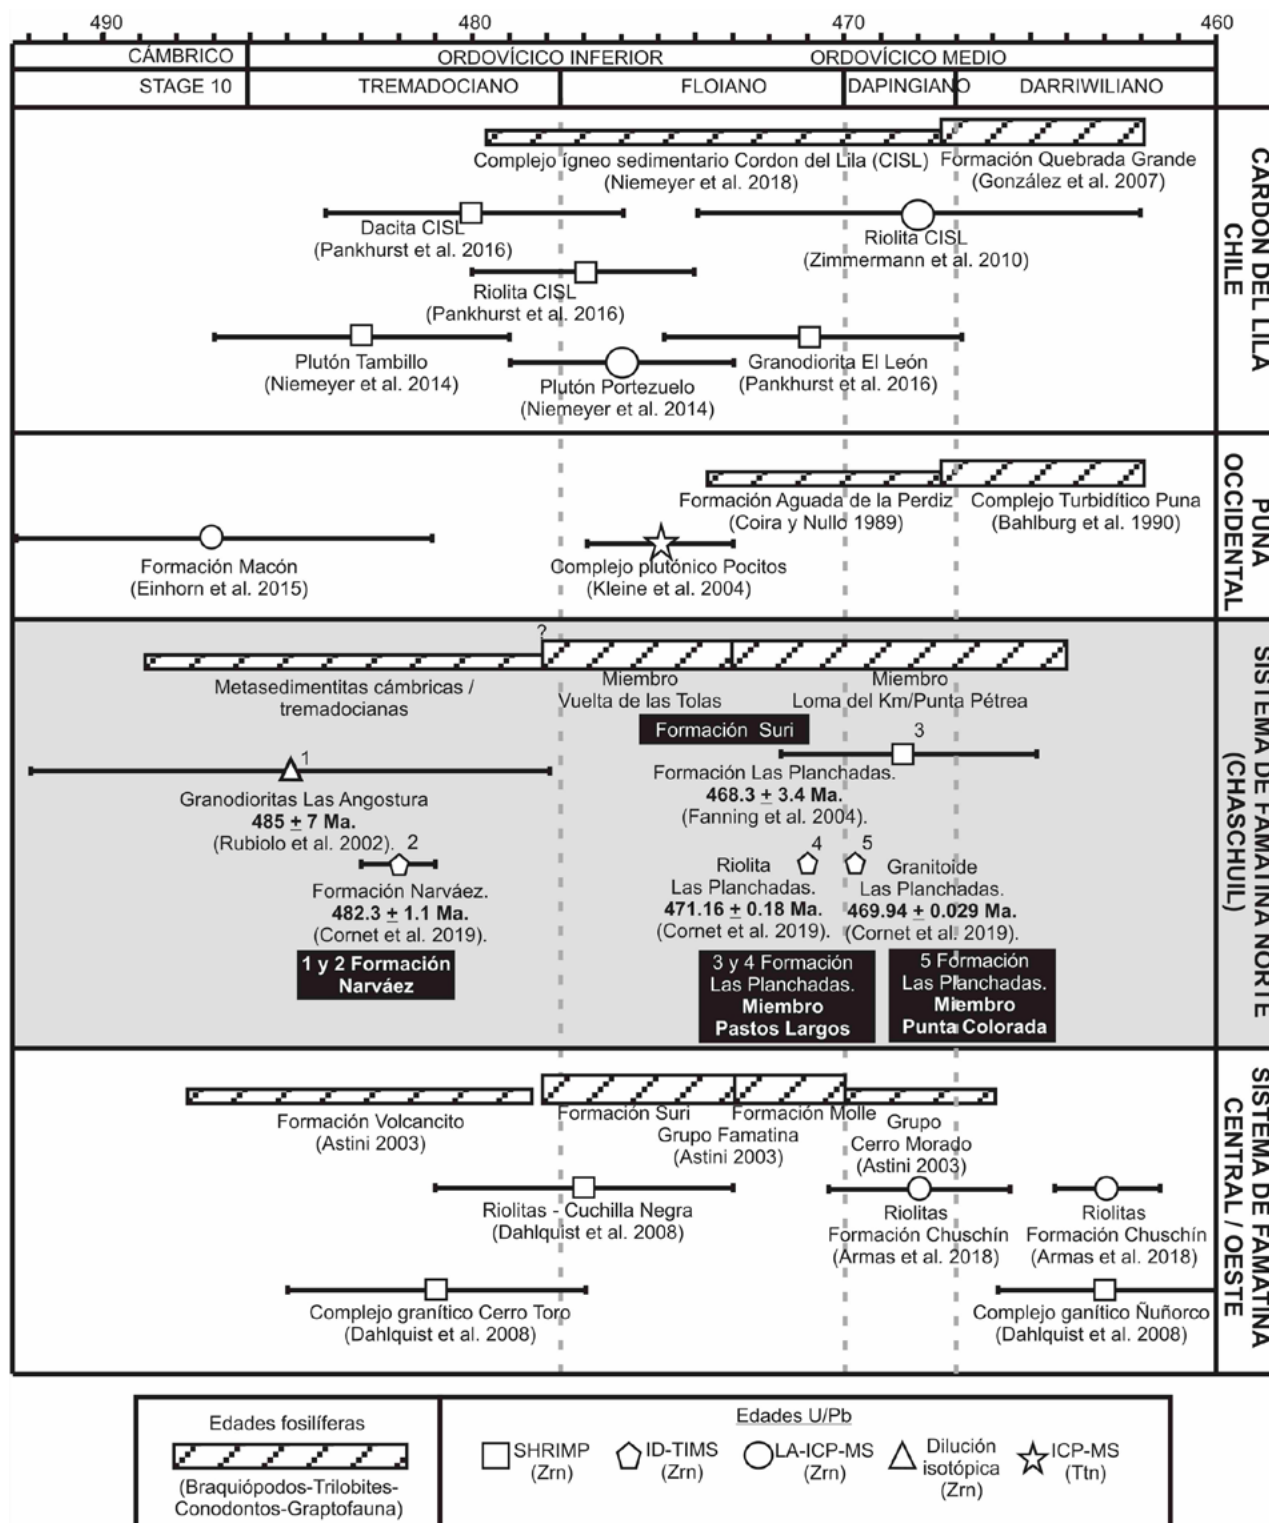 490 480 470 460
CÁMBRICO ORDOVÍCICO INFERIOR ORDOVÍCICO MEDIO
STAGE 10 TREMADOCIANO FLOIANO DAPINGIANO DARRIWILIANO
CARDON DEL LILA
CHILE
Complejo ígneo sedimentario Cordon del Lila (CISL)
(Niemeyer et al. 2018)
Formación Quebrada Grande
(González et al. 2007)
Dacita CISL
(Pankhurst et al. 2016)
Riolita CISL
(Zimmermann et al. 2010)
Riolita CISL
(Pankhurst et al. 2016)
Plutón Tambillo
(Niemeyer et al. 2014)
Plutón Portezuelo
(Niemeyer et al. 2014)
Granodiorita El León
(Pankhurst et al. 2016)
PUNA
OCCIDENTAL
Formación Aguada de la Perdiz
(Coira y Nullo 1989)
Complejo Turbidítico Puna
(Bahlburg et al. 1990)
Formación Macón
(Einhorn et al. 2015)
Complejo plutónico Pocitos
(Kleine et al. 2004)
SISTEMA DE FAMATINA NORTE
(CHASCHUIL)
?
Metasedimentitas cámbricas /
tremadocianas
Miembro
Vuelta de las Tolas
Miembro
Loma del Km/Punta Pétrea
Formación Suri
3
Formación Las Planchadas.
468.3 ± 3.4 Ma.
(Fanning et al. 2004).
1
Granodioritas Las Angostura
485 ± 7 Ma.
(Rubiolo et al. 2002).
2
Formación Narváez.
482.3 ± 1.1 Ma.
(Cornet et al. 2019).
4
Riolita
Las Planchadas.
471.16 ± 0.18 Ma.
(Cornet et al. 2019).
5
Granitoide
Las Planchadas.
469.94 ± 0.029 Ma.
(Cornet et al. 2019).
1 y 2 Formación
Narváez
3 y 4 Formación
Las Planchadas.
Miembro
Pastos Largos
5 Formación
Las Planchadas.
Miembro
Punta Colorada
SISTEMA DE FAMATINA
CENTRAL / OESTE
Formación Volcancito
(Astini 2003)
Formación Suri Formación Molle
Grupo Famatina
(Astini 2003)
Grupo
Cerro Morado
(Astini 2003)
Riolitas - Cuchilla Negra
(Dahlquist et al. 2008)
Riolitas
Formación Chuschín
(Armas et al. 2018)
Riolitas
Formación Chuschín
(Armas et al. 2018)
Complejo granítico Cerro Toro
(Dahlquist et al. 2008)
Complejo ganítico Ñuñorco
(Dahlquist et al. 2008)
Edades fosilíferas
(Braquiópodos-Trilobites-
Conodontos-Graptofauna)
Edades U/Pb
SHRIMP
(Zrn)
ID-TIMS
(Zrn)
LA-ICP-MS
(Zrn)
Dilución
isotópica
(Zrn)
ICP-MS
(Ttn)